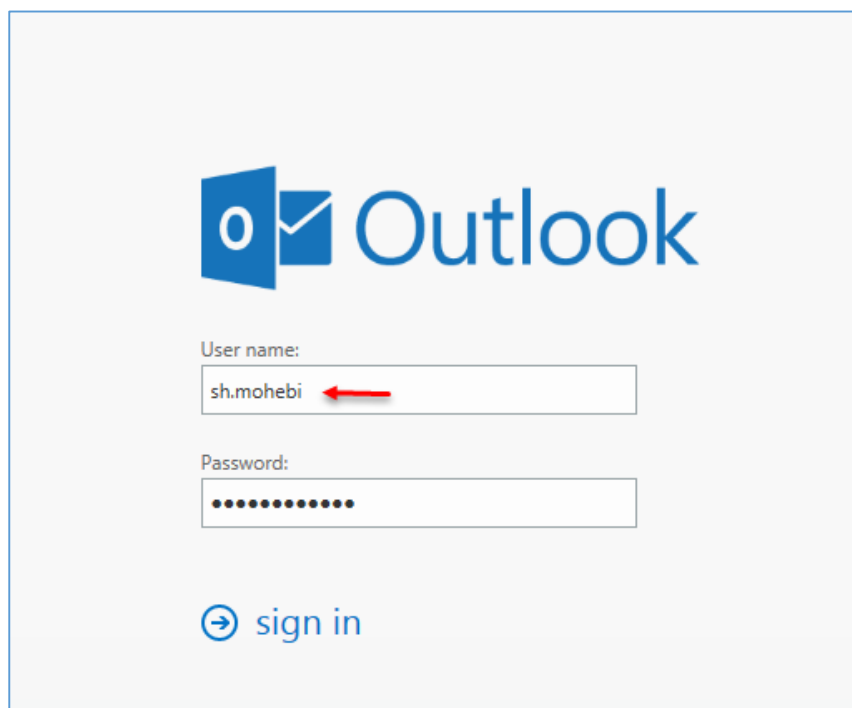 Outlook
User name:
sh.mohebi
Password:
••••••••••••
sign in